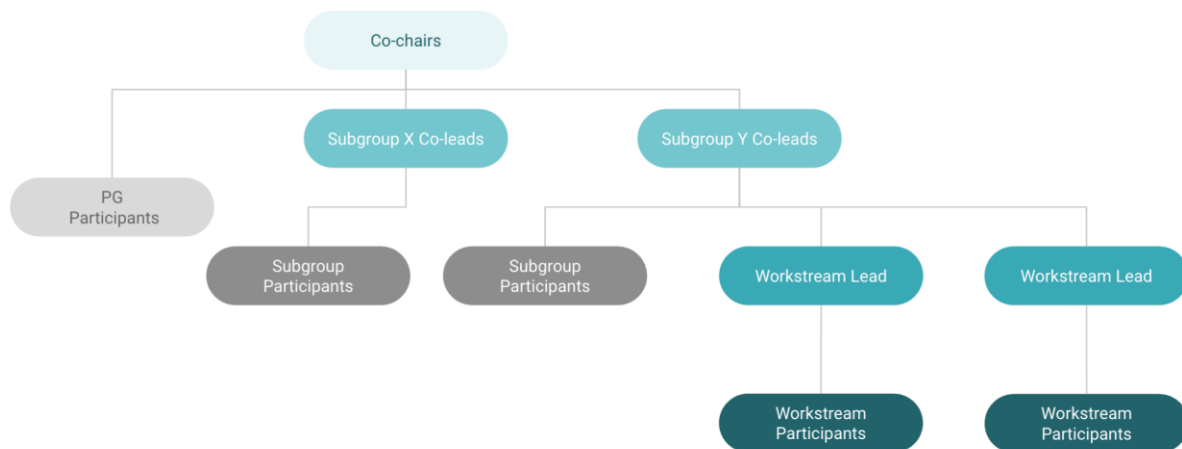 Co-chairs
Subgroup X Co-leads
Subgroup Y Co-leads
PG
Participants
Subgroup
Participants
Subgroup
Participants
Workstream Lead
Workstream Lead
Workstream
Participants
Workstream
Participants